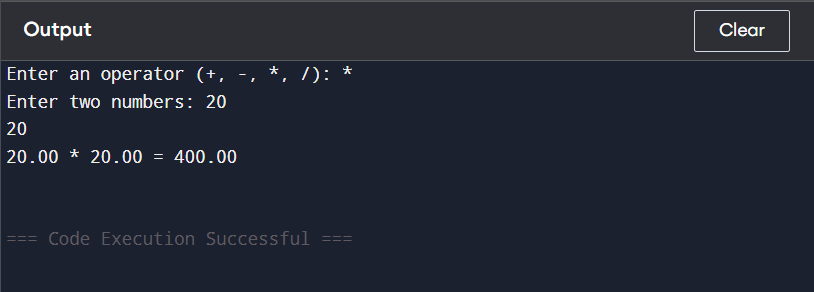 Output
Clear
Enter an operator (+, -, *, /): *
Enter two numbers: 20
20
20.00 * 20.00 = 400.00
=== Code Execution Successful ===